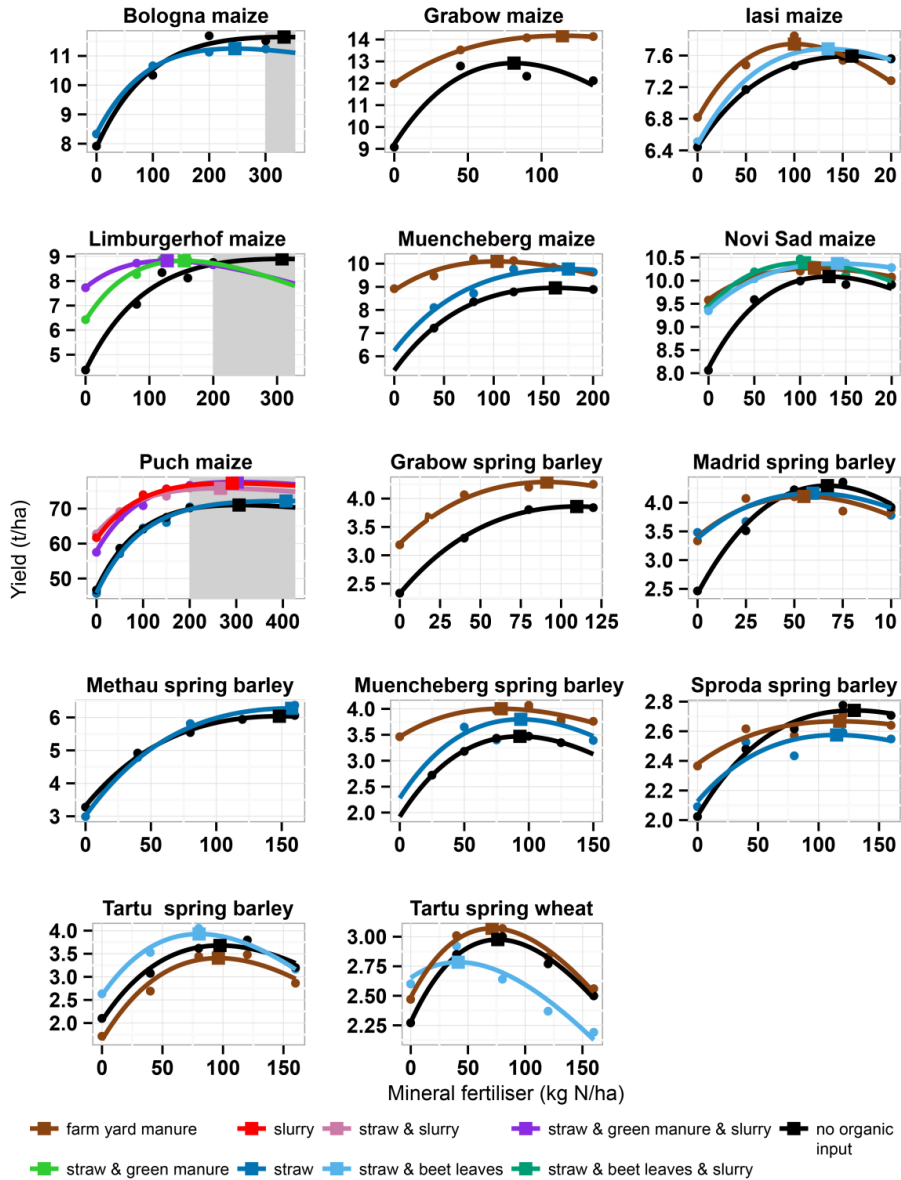 Bologna maize
Grabow maize
Iasi maize
11
10
9
8
0 100 200 300
14
13
12
11
10
9
0 50 100
7.6
7.2
6.8
6.4
0 50 100 150 20
Limburgerhof maize
Muencheberg maize
Novi Sad maize
9
8
7
6
5
0 100 200 300
10
9
8
7
6
0 50 100 150 200
10.5
10.0
9.5
9.0
8.5
8.0
0 50 100 150 20
Puch maize
Grabow spring barley
Madrid spring barley
70
60
50
0 100 200 300 400
4.0
3.5
3.0
2.5
0 25 50 75 100 125
4.5
4.0
3.5
3.0
2.5
0 25 50 75 10
Yield (t/ha)
Methau spring barley
Muencheberg spring barley
Sproda spring barley
6
5
4
3
0 50 100 150
4.0
3.5
3.0
2.5
2.0
0 50 100 150
2.8
2.6
2.4
2.2
2.0
0 50 100 150
Tartu spring barley
Tartu spring wheat
4.0
3.5
3.0
2.5
2.0
0 50 100 150
3.00
2.75
2.50
2.25
0 50 100 150
Mineral fertiliser (kg N/ha)
farm yard manure
slurry
straw & slurry
straw & green manure & slurry
no organic
input
straw & green manure
straw
straw & beet leaves
straw & beet leaves & slurry